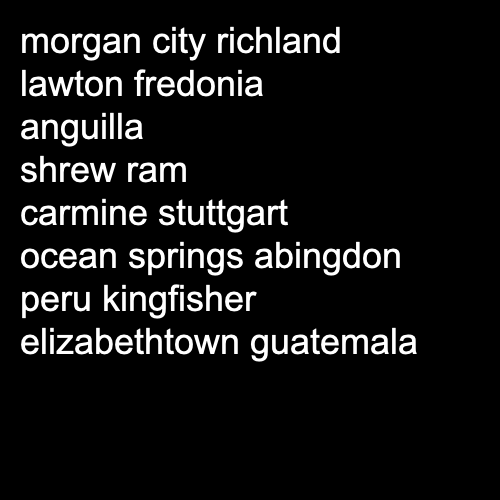 morgan city richland
lawton fredonia
anguilla
shrew ram
carmine stuttgart
ocean springs abingdon
peru kingfisher
elizabethtown guatemala